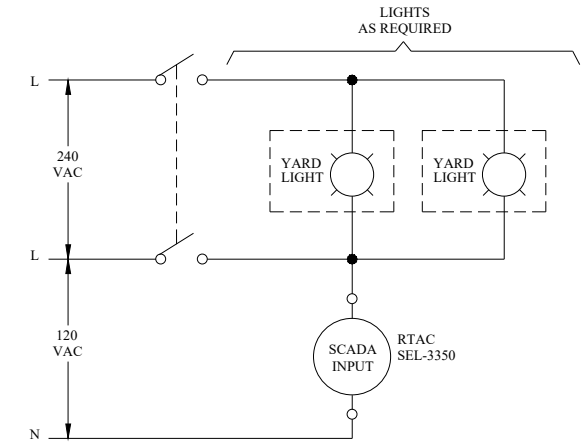 LIGHTS
AS REQUIRED
L
240
VAC
YARD
LIGHT
YARD
LIGHT
L
120
VAC
SCADA
INPUT
RTAC
SEL-3350
N